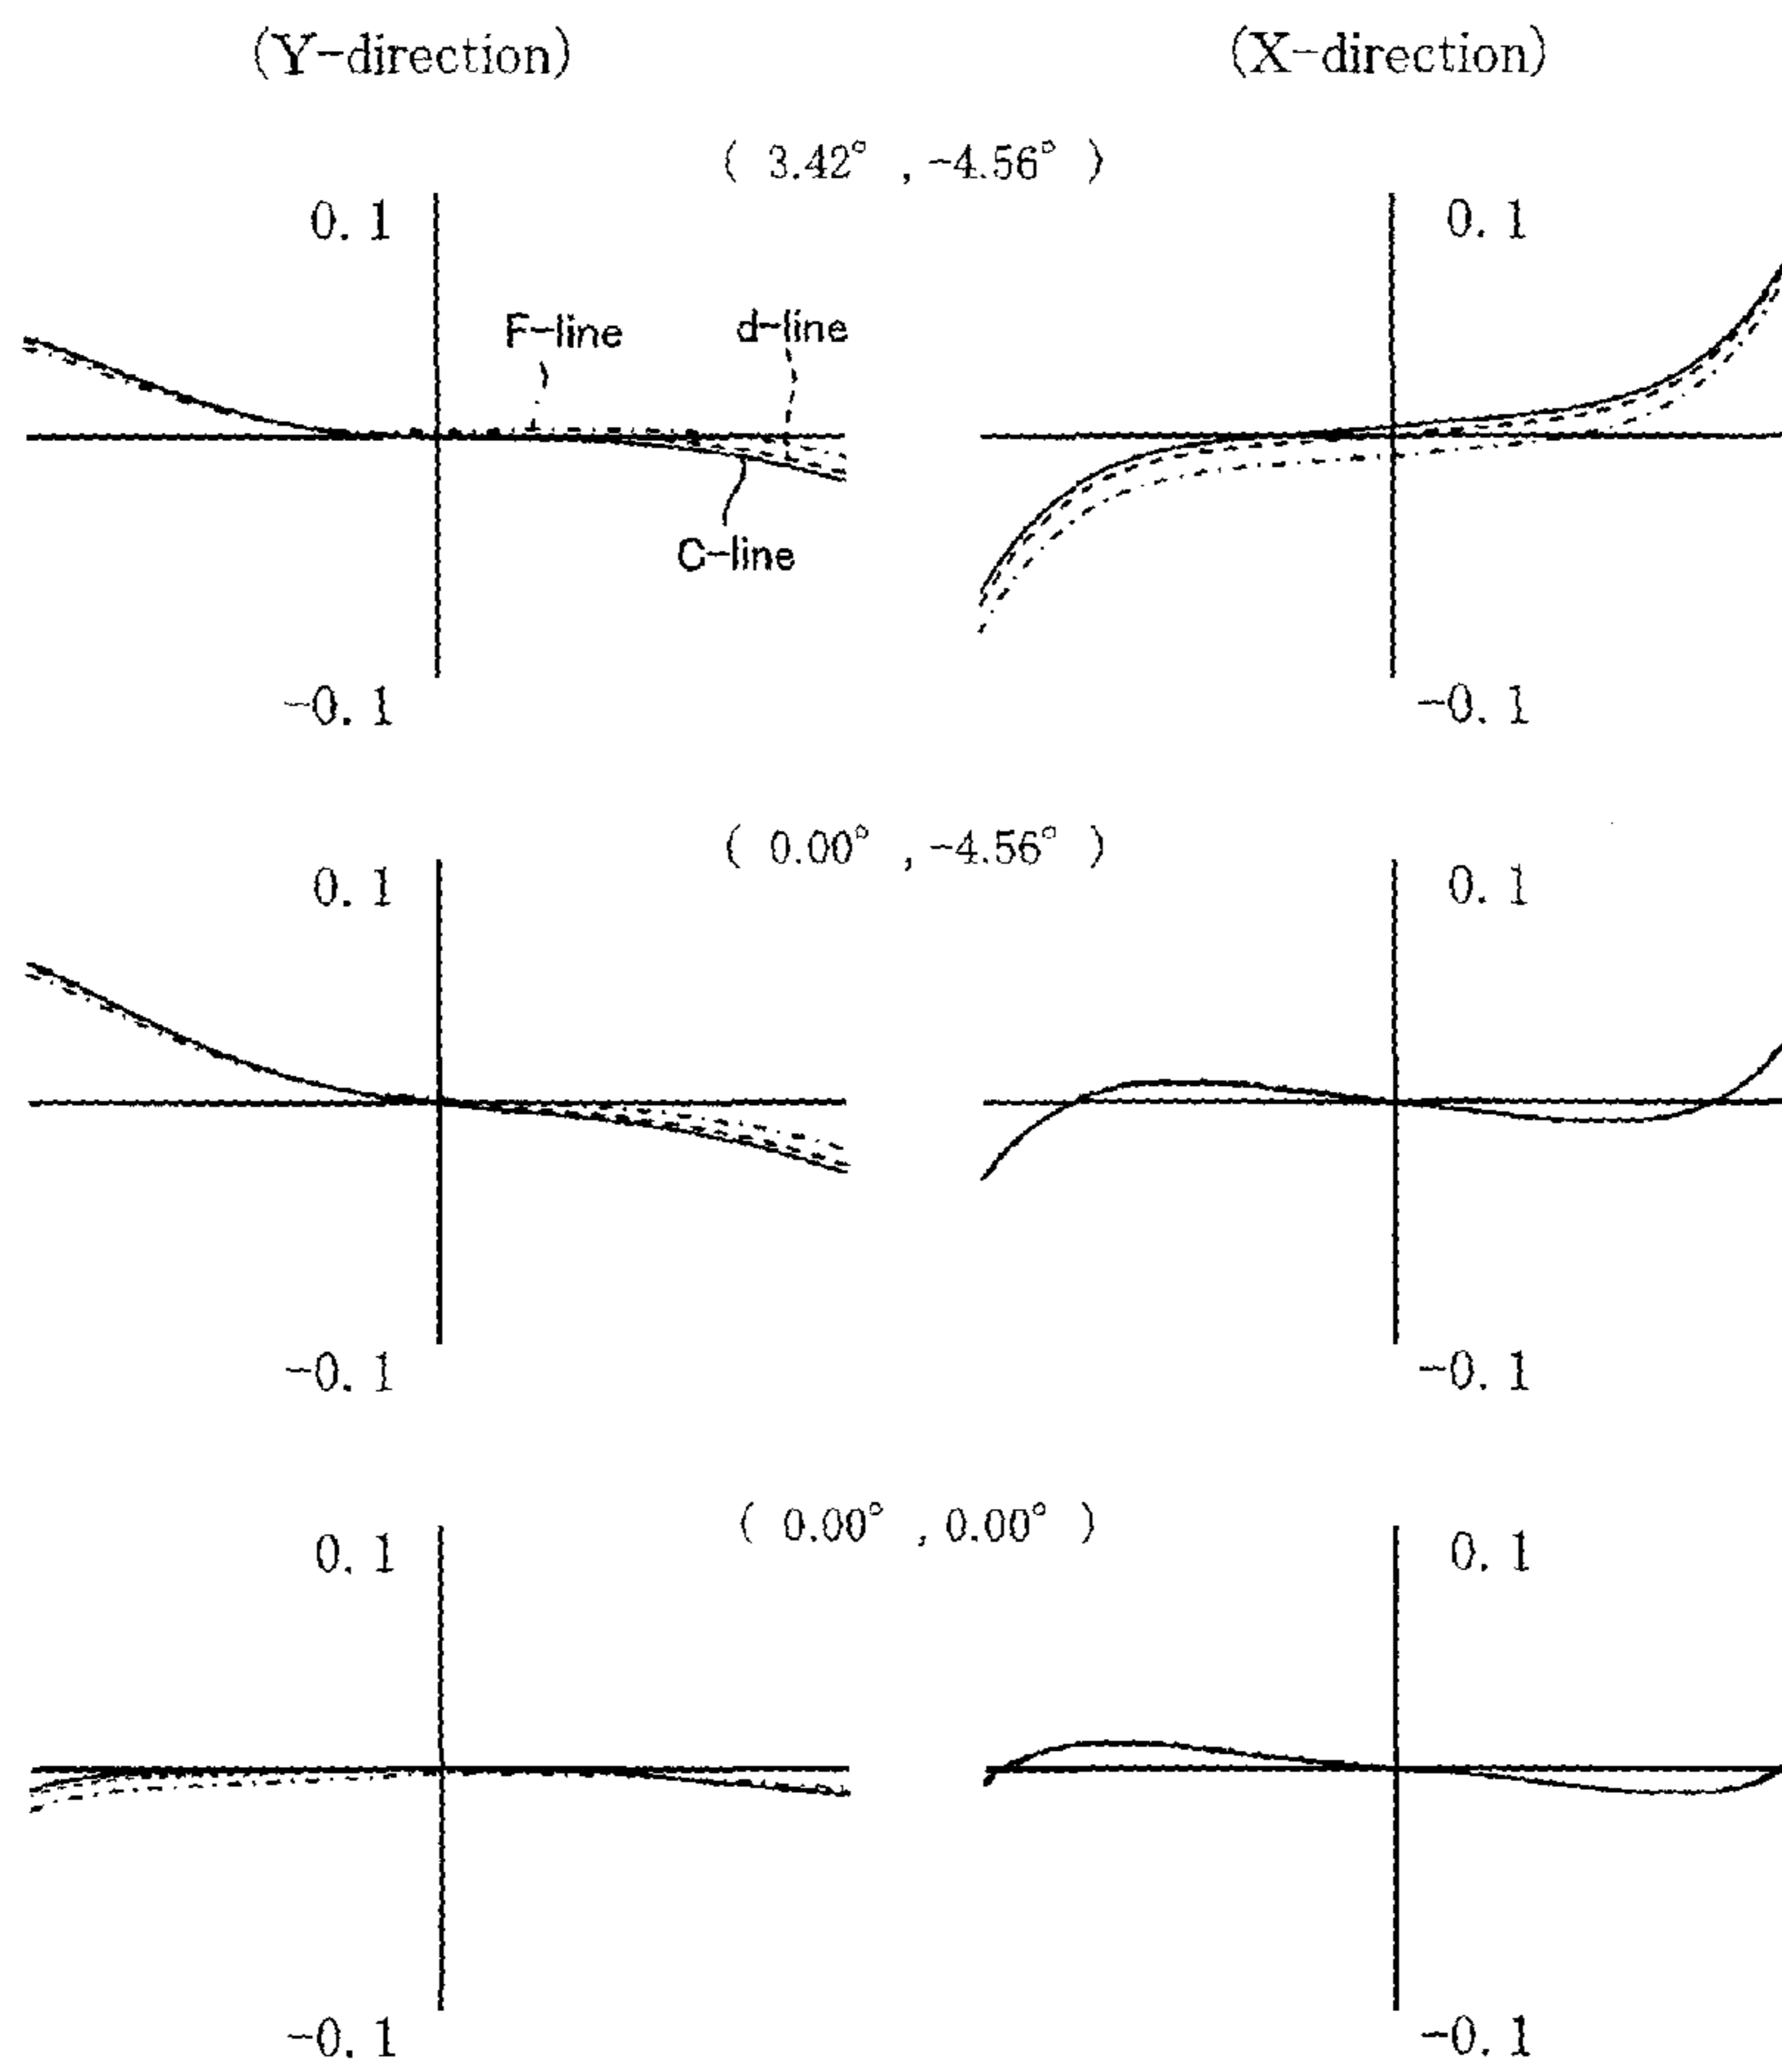 (Y-direction) (X-direction)
( 3.42° , -4.56° )
0. 1 0. 1
F-line d-line
C-line
-0. 1 -0. 1
( 0.00° , -4.56° )
0. 1 0. 1
-0. 1 -0. 1
( 0.00° , 0.00° )
0. 1 0. 1
-0. 1 -0. 1